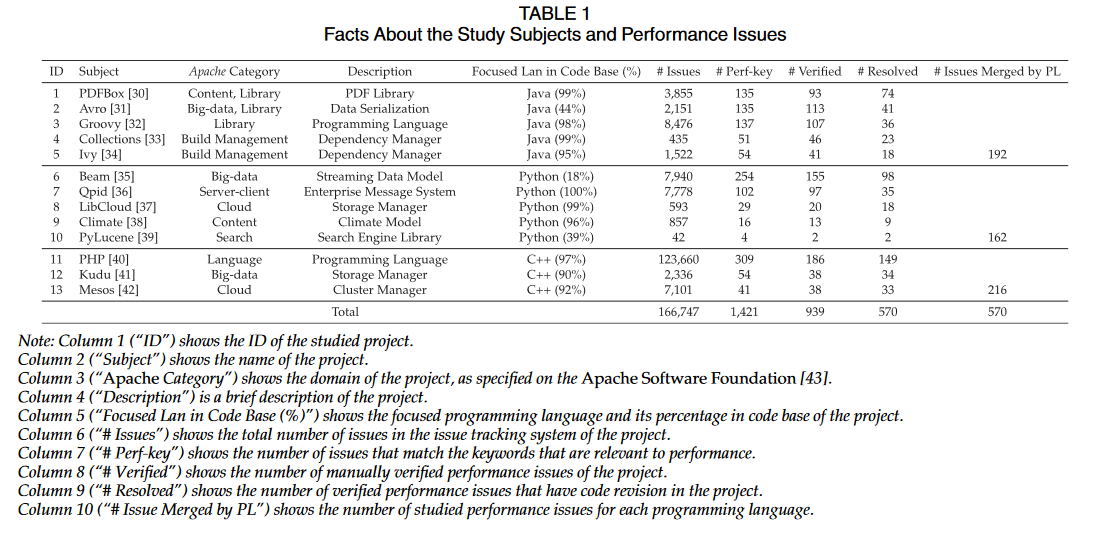 TABLE 1
Facts About the Study Subjects and Performance Issues
ID Subject Apache Category Description Focused Lan in Code Base (%) # Issues # Perf-key # Verified # Resolved # Issues Merged by PL
1 PDFBox [30] Content, Library PDF Library Java (99%) 3,855 135 93 74
2 Avro [31] Big-data, Library Data Serialization Java (44%) 2,151 135 113 41
3 Groovy [32] Library Programming Language Java (98%) 8,476 137 107 36
4 Collections [33] Build Management Dependency Manager Java (99%) 435 51 46 23
5 Ivy [34] Build Management Dependency Manager Java (95%) 1,522 54 41 18 192
6 Beam [35] Big-data Streaming Data Model Python (18%) 7,940 254 155 98
7 Qpid [36] Server-client Enterprise Message System Python (100%) 7,778 102 97 35
8 LibCloud [37] Cloud Storage Manager Python (99%) 593 29 20 18
9 Climate [38] Content Climate Model Python (96%) 857 16 13 9
10 PyLucene [39] Search Search Engine Library Python (39%) 42 4 2 2 162
11 PHP [40] Language Programming Language C++ (97%) 123,660 309 186 149
12 Kudu [41] Big-data Storage Manager C++ (90%) 2,336 54 38 34
13 Mesos [42] Cloud Cluster Manager C++ (92%) 7,101 41 38 33 216
Total 166,747 1,421 939 570 570
Note: Column 1 (“ID”) shows the ID of the studied project.
Column 2 (“Subject”) shows the name of the project.
Column 3 (“Apache Category”) shows the domain of the project, as specified on the Apache Software Foundation [43].
Column 4 (“Description”) is a brief description of the project.
Column 5 (“Focused Lan in Code Base (%)”) shows the focused programming language and its percentage in code base of the project.
Column 6 (“# Issues”) shows the total number of issues in the issue tracking system of the project.
Column 7 (“# Perf-key”) shows the number of issues that match the keywords that are relevant to performance.
Column 8 (“# Verified”) shows the number of manually verified performance issues of the project.
Column 9 (“# Resolved”) shows the number of verified performance issues that have code revision in the project.
Column 10 (“# Issue Merged by PL”) shows the number of studied performance issues for each programming language.